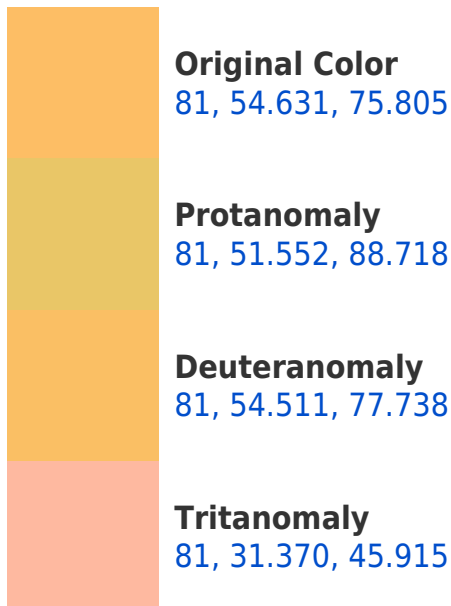 Original Color
81, 54.631, 75.805
Protanomaly
81, 51.552, 88.718
Deuteranomaly
81, 54.511, 77.738
Tritanomaly
81, 31.370, 45.915